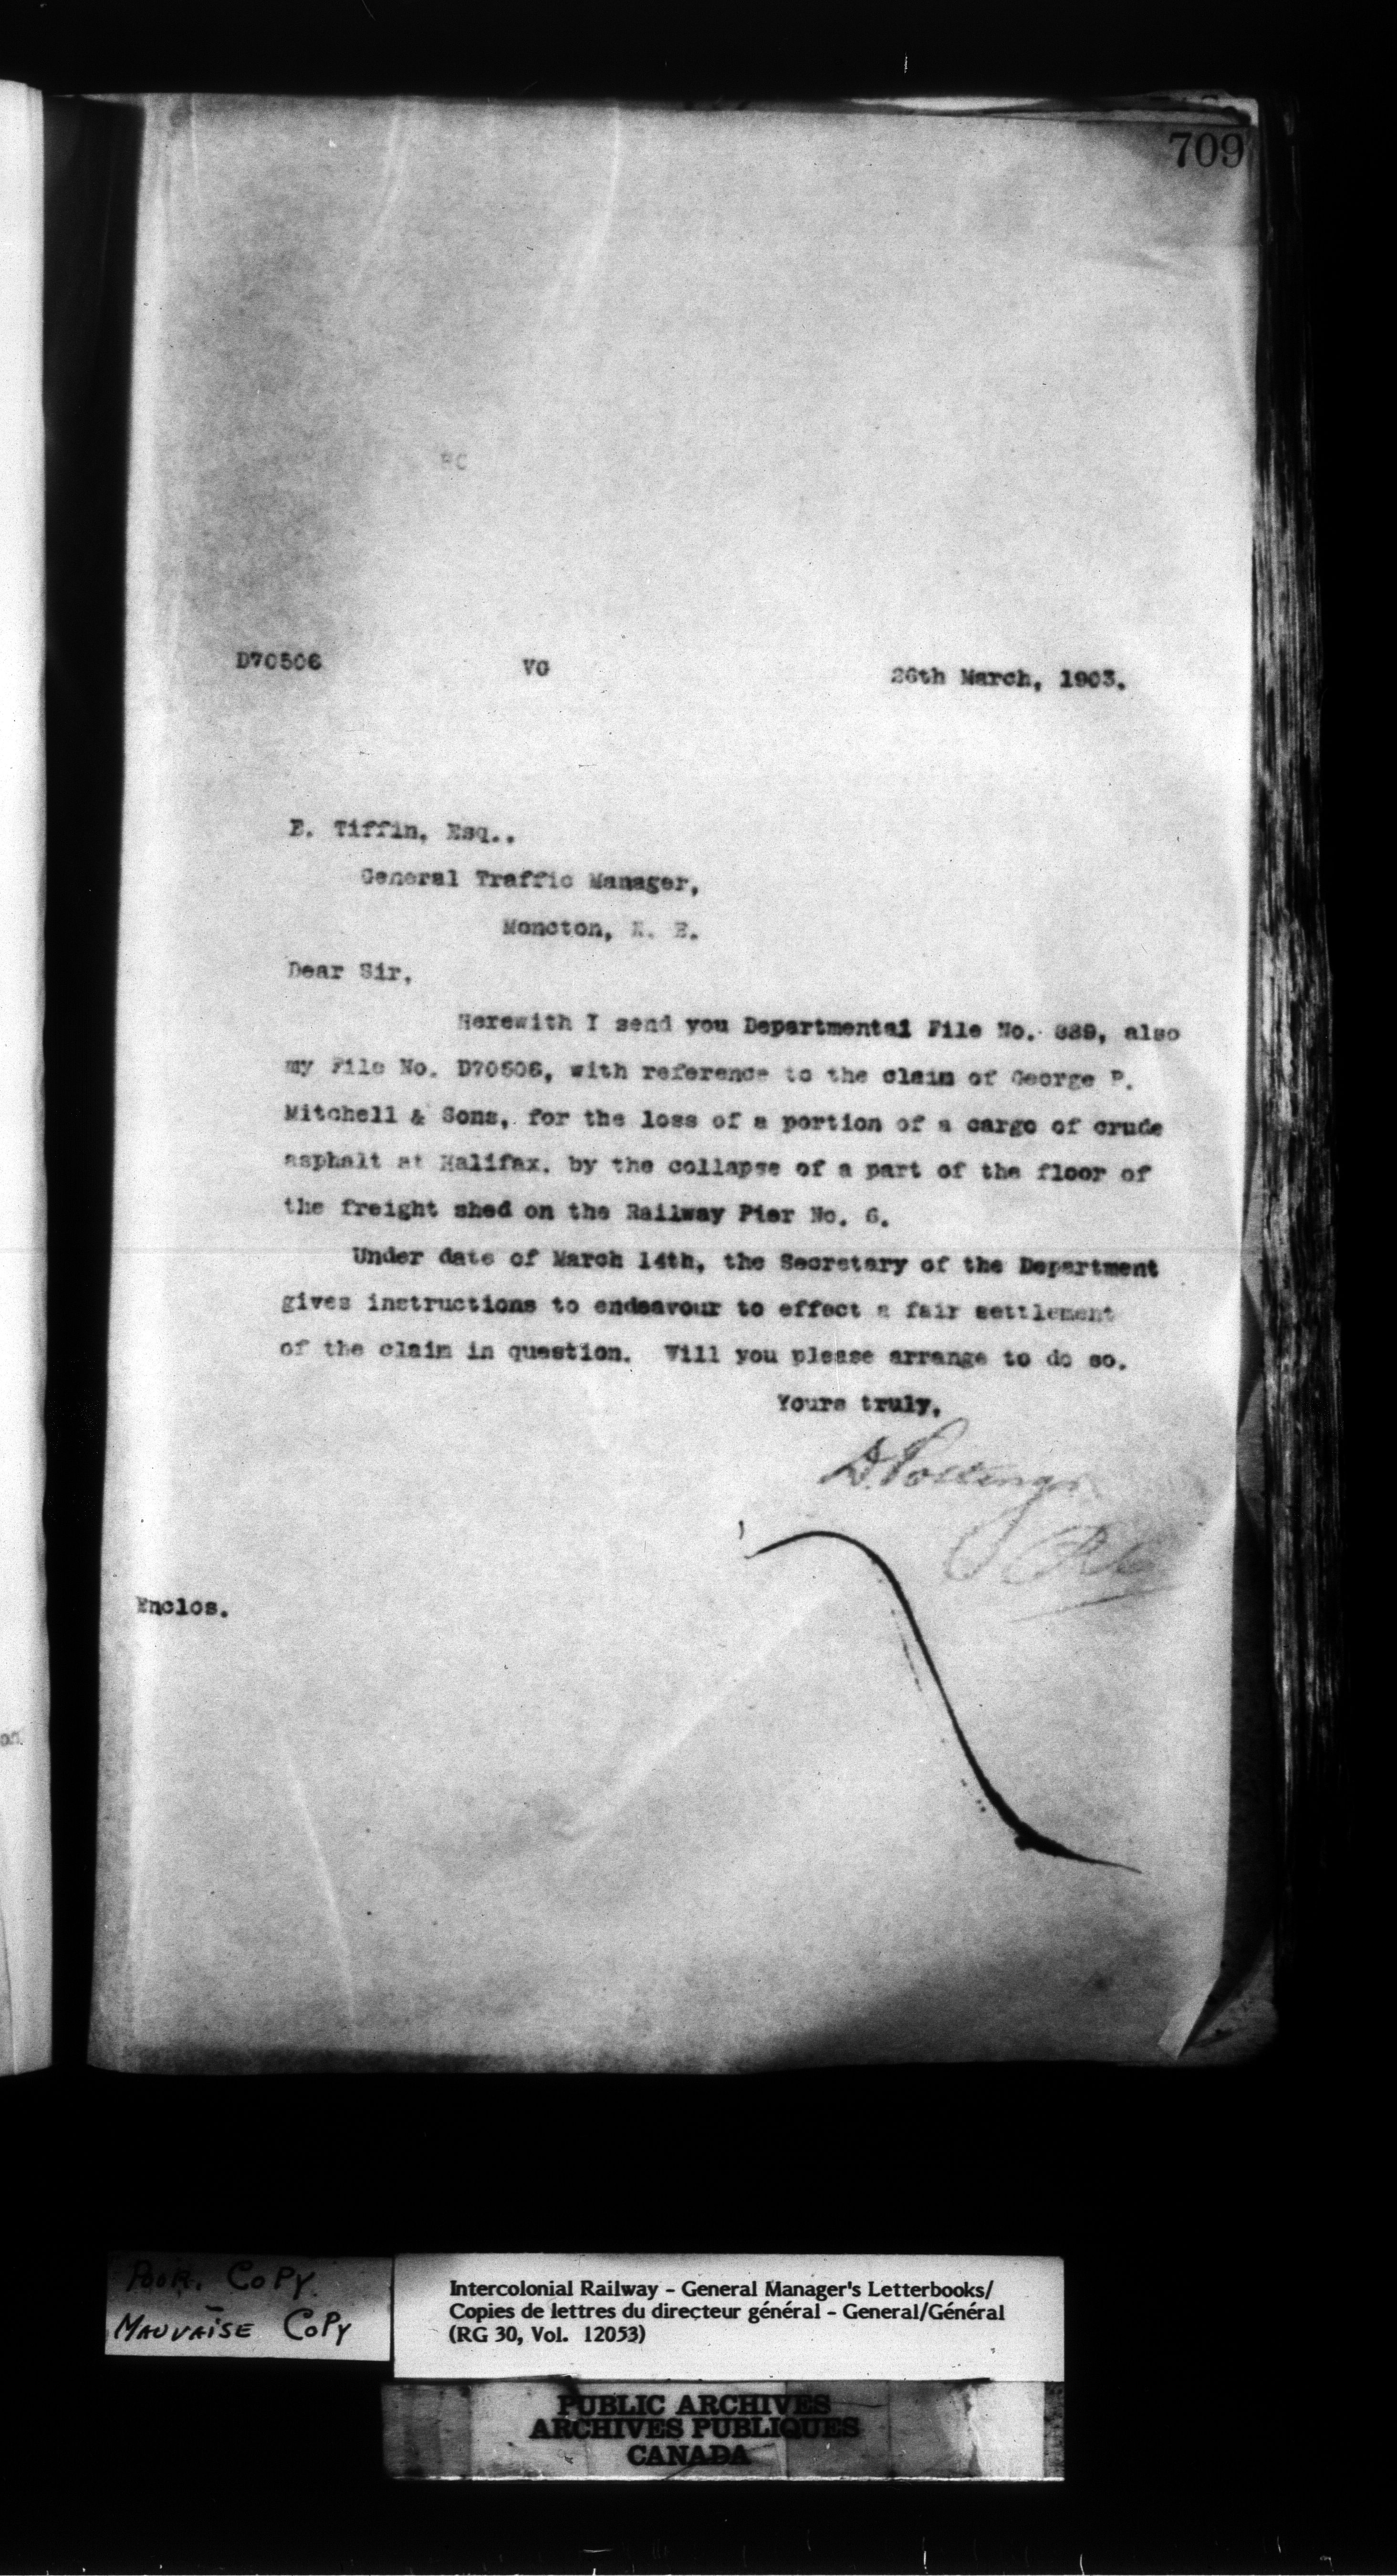 709
D70506 VG 26th March, 1903.
E. Tiffin, Esq..
General Traffic Manager,
Moncton, N. B.
Dear Sir,
Herewith I send you Departmental File No. 839, also
my File No. D70506, with reference to the claim of George P.
Mitchell & Sons, for the loss of a portion of a cargo of crude
asphalt at Halifax, by the collapse of a part of the floor of
the freight shed on the Railway Pier No. 6.
Under date of March 14th, the Secretary of the Department
gives instructions to endeavour to effect a fair settlement
of the claim in question. Will you please arrange to do so.
Yours truly,
D. Pottinger
Enclos.
POOR COPY
MAUVAISE COPY
Intercolonial Railway - General Manager's Letterbooks/
Copies de lettres du directeur général - General/Général
(RG 30, Vol. 12053)
PUBLIC ARCHIVES
ARCHIVES PUBLIQUES
CANADA